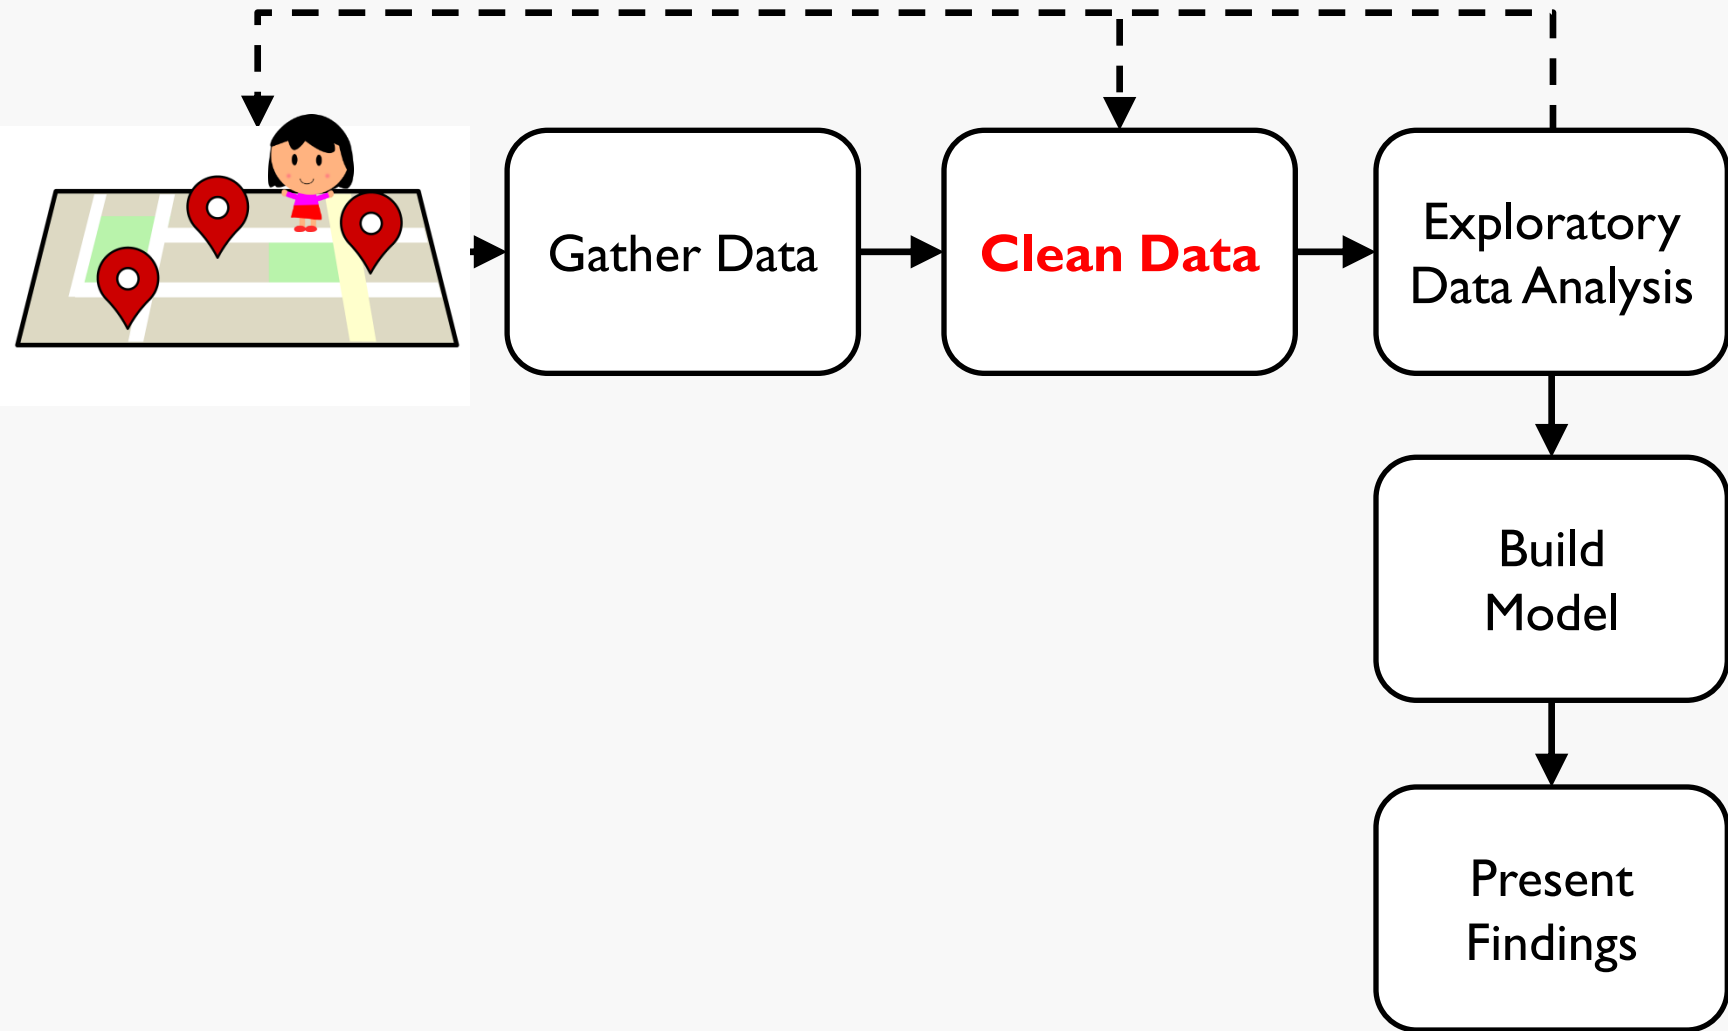 Gather Data
Clean Data
Exploratory
Data Analysis
Build
Model
Present
Findings